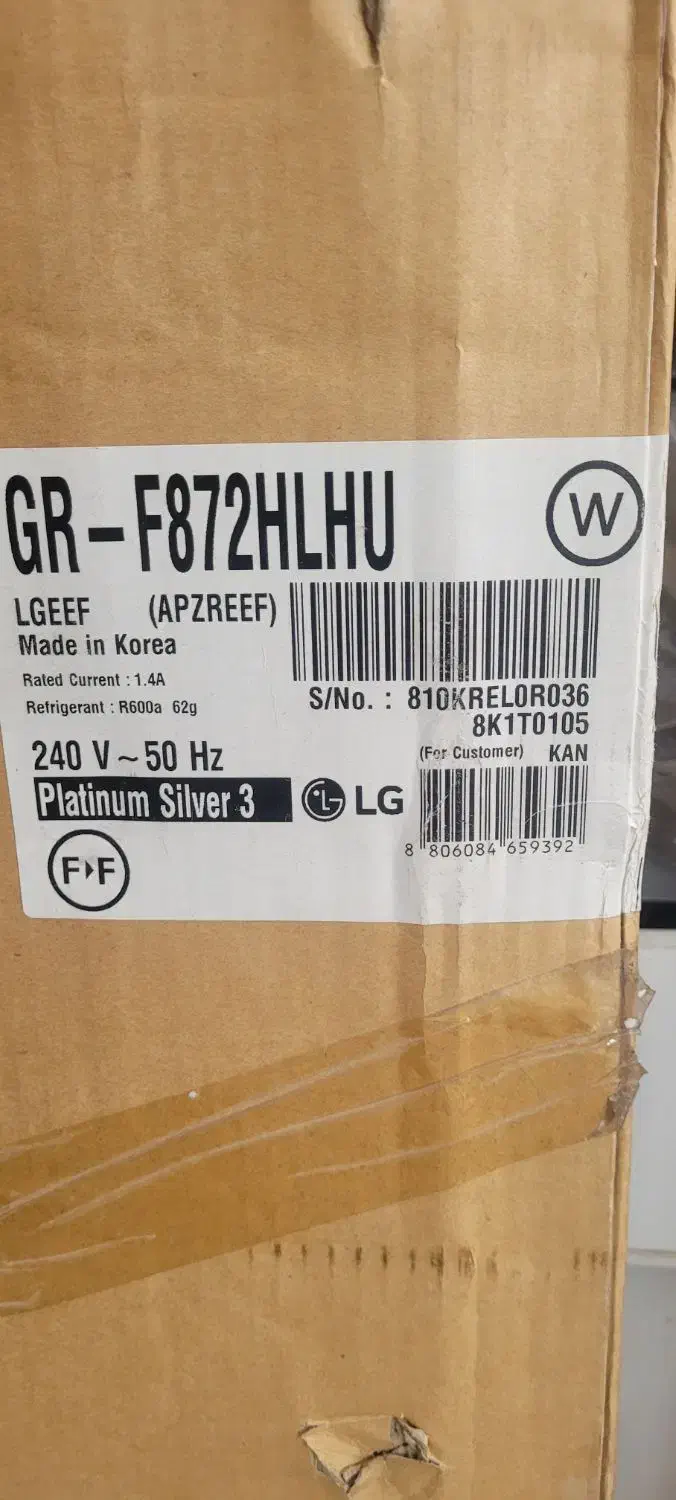 GR-F872HLHU
W
LGEEF (APZREEF)
Made in Korea
Rated Current : 1.4A
Refrigerant : R600a 62g
S/No. : 810KREL0R036
8K1T0105
240 V ~ 50 Hz
(For Customer) KAN
Platinum Silver 3
LG
8 806084 659392
F▸F